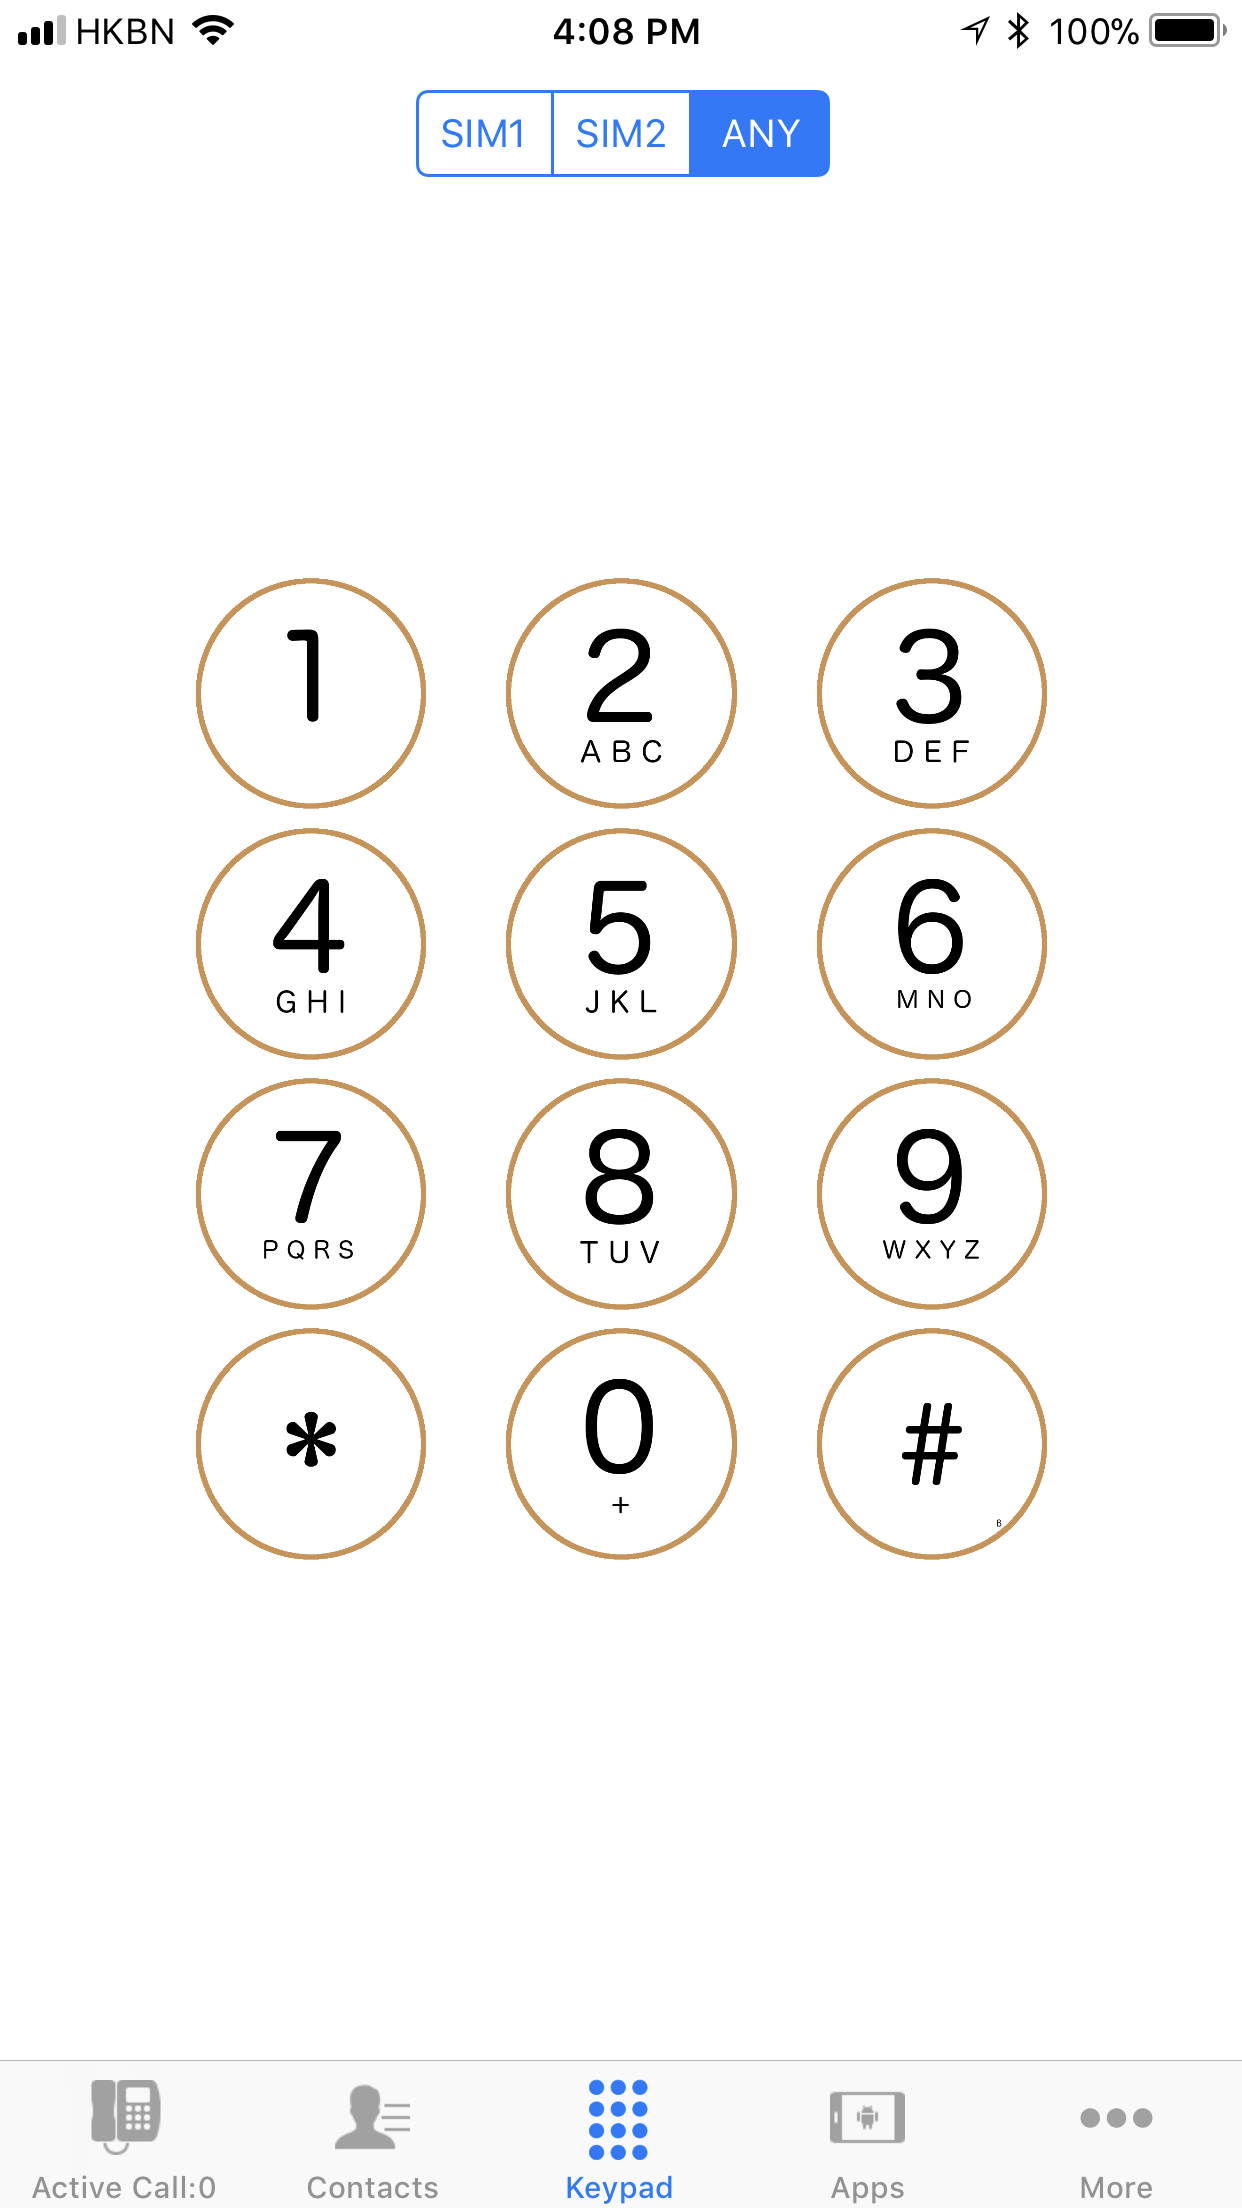 HKBN 4:08 PM 100%
SIM1 SIM2 ANY
1 2 3
ABC DEF
4 5 6
GHI JKL MNO
7 8 9
PQRS TUV WXYZ
* 0 #
+
Active Call:0 Contacts Keypad Apps More